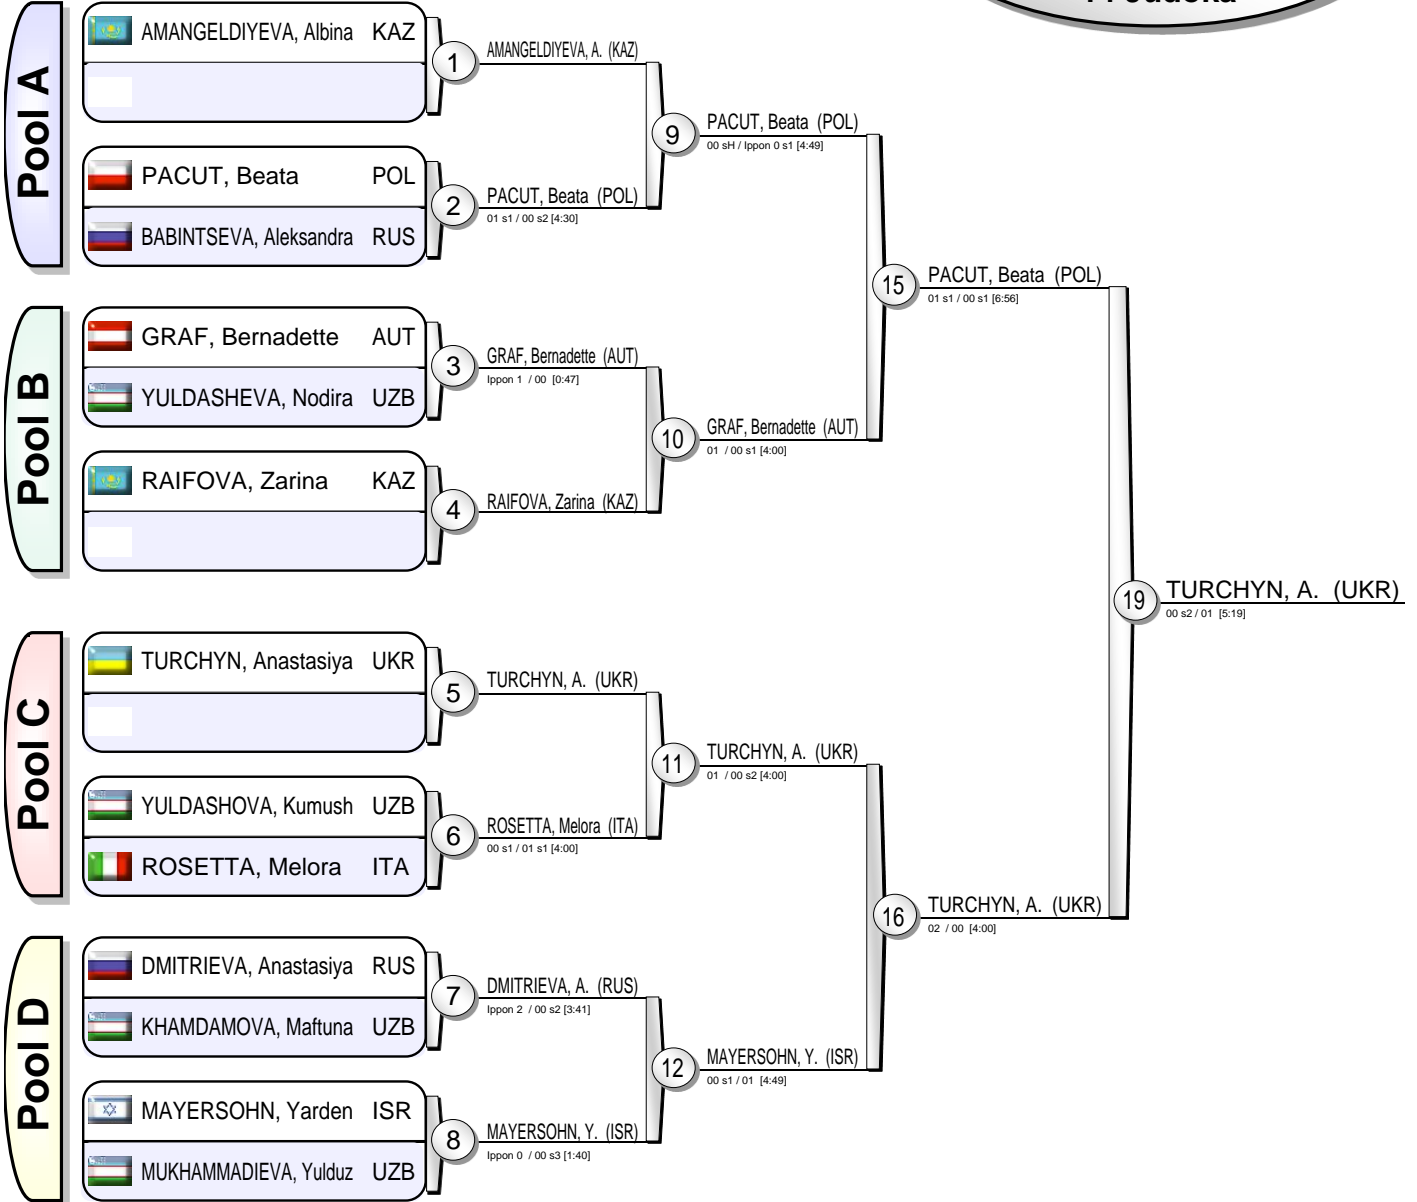 Pool A
AMANGELDIYEVA, Albina KAZ
PACUT, Beata POL
BABINTSEVA, Aleksandra RUS
Pool B
GRAF, Bernadette AUT
YULDASHEVA, Nodira UZB
RAIFOVA, Zarina KAZ
Pool C
TURCHYN, Anastasiya UKR
YULDASHOVA, Kumush UZB
ROSETTA, Melora ITA
Pool D
DMITRIEVA, Anastasiya RUS
KHAMDAMOVA, Maftuna UZB
MAYERSOHN, Yarden ISR
MUKHAMMADIEVA, Yulduz UZB
1
AMANGELDIYEVA, A. (KAZ)
2
PACUT, Beata (POL)
01 s1 / 00 s2 [4:30]
3
GRAF, Bernadette (AUT)
Ippon 1 / 00 [0:47]
4
RAIFOVA, Zarina (KAZ)
5
TURCHYN, A. (UKR)
6
ROSETTA, Melora (ITA)
00 s1 / 01 s1 [4:00]
7
DMITRIEVA, A. (RUS)
Ippon 2 / 00 s2 [3:41]
8
MAYERSOHN, Y. (ISR)
Ippon 0 / 00 s3 [1:40]
9
PACUT, Beata (POL)
00 sH / Ippon 0 s1 [4:49]
10
GRAF, Bernadette (AUT)
01 / 00 s1 [4:00]
11
TURCHYN, A. (UKR)
01 / 00 s2 [4:00]
12
MAYERSOHN, Y. (ISR)
00 s1 / 01 [4:49]
15
PACUT, Beata (POL)
01 s1 / 00 s1 [6:56]
16
TURCHYN, A. (UKR)
02 / 00 [4:00]
19
TURCHYN, A. (UKR)
00 s2 / 01 [5:19]